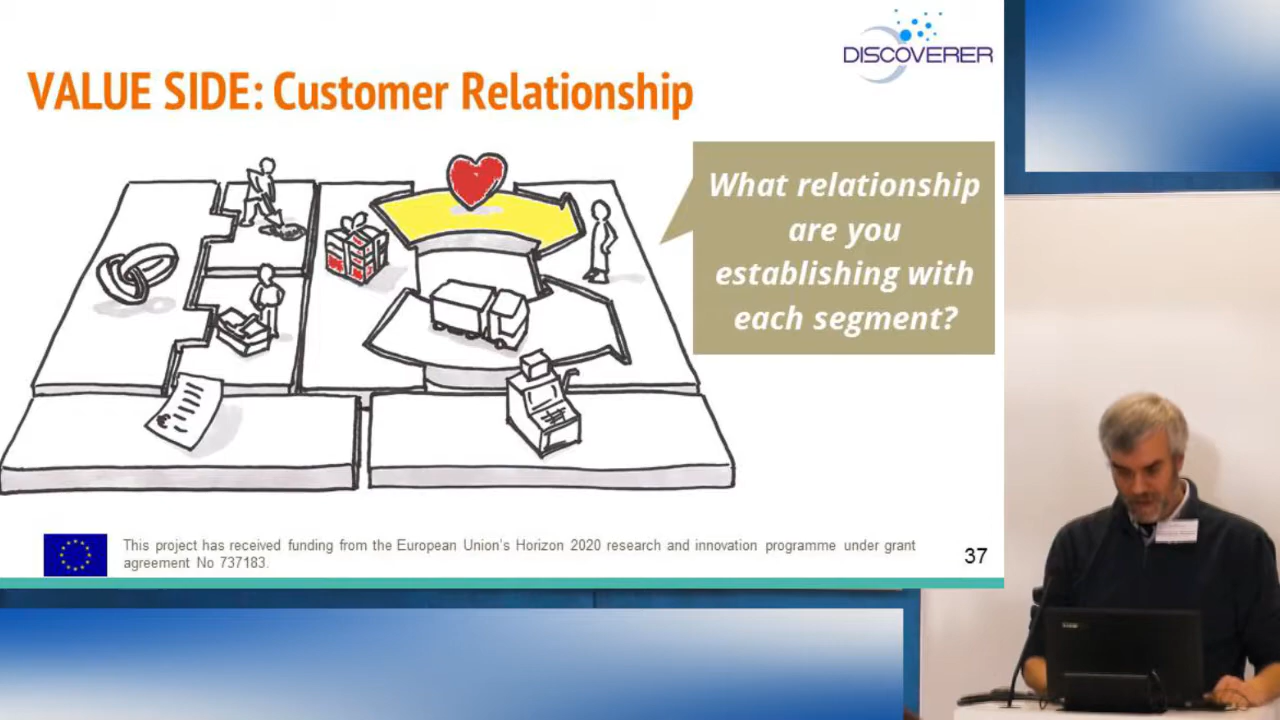 DISCOVERER
VALUE SIDE: Customer Relationship
What relationship
are you
establishing with
each segment?
This project has received funding from the European Union's Horizon 2020 research and innovation programme under grant
agreement No 737183.
37